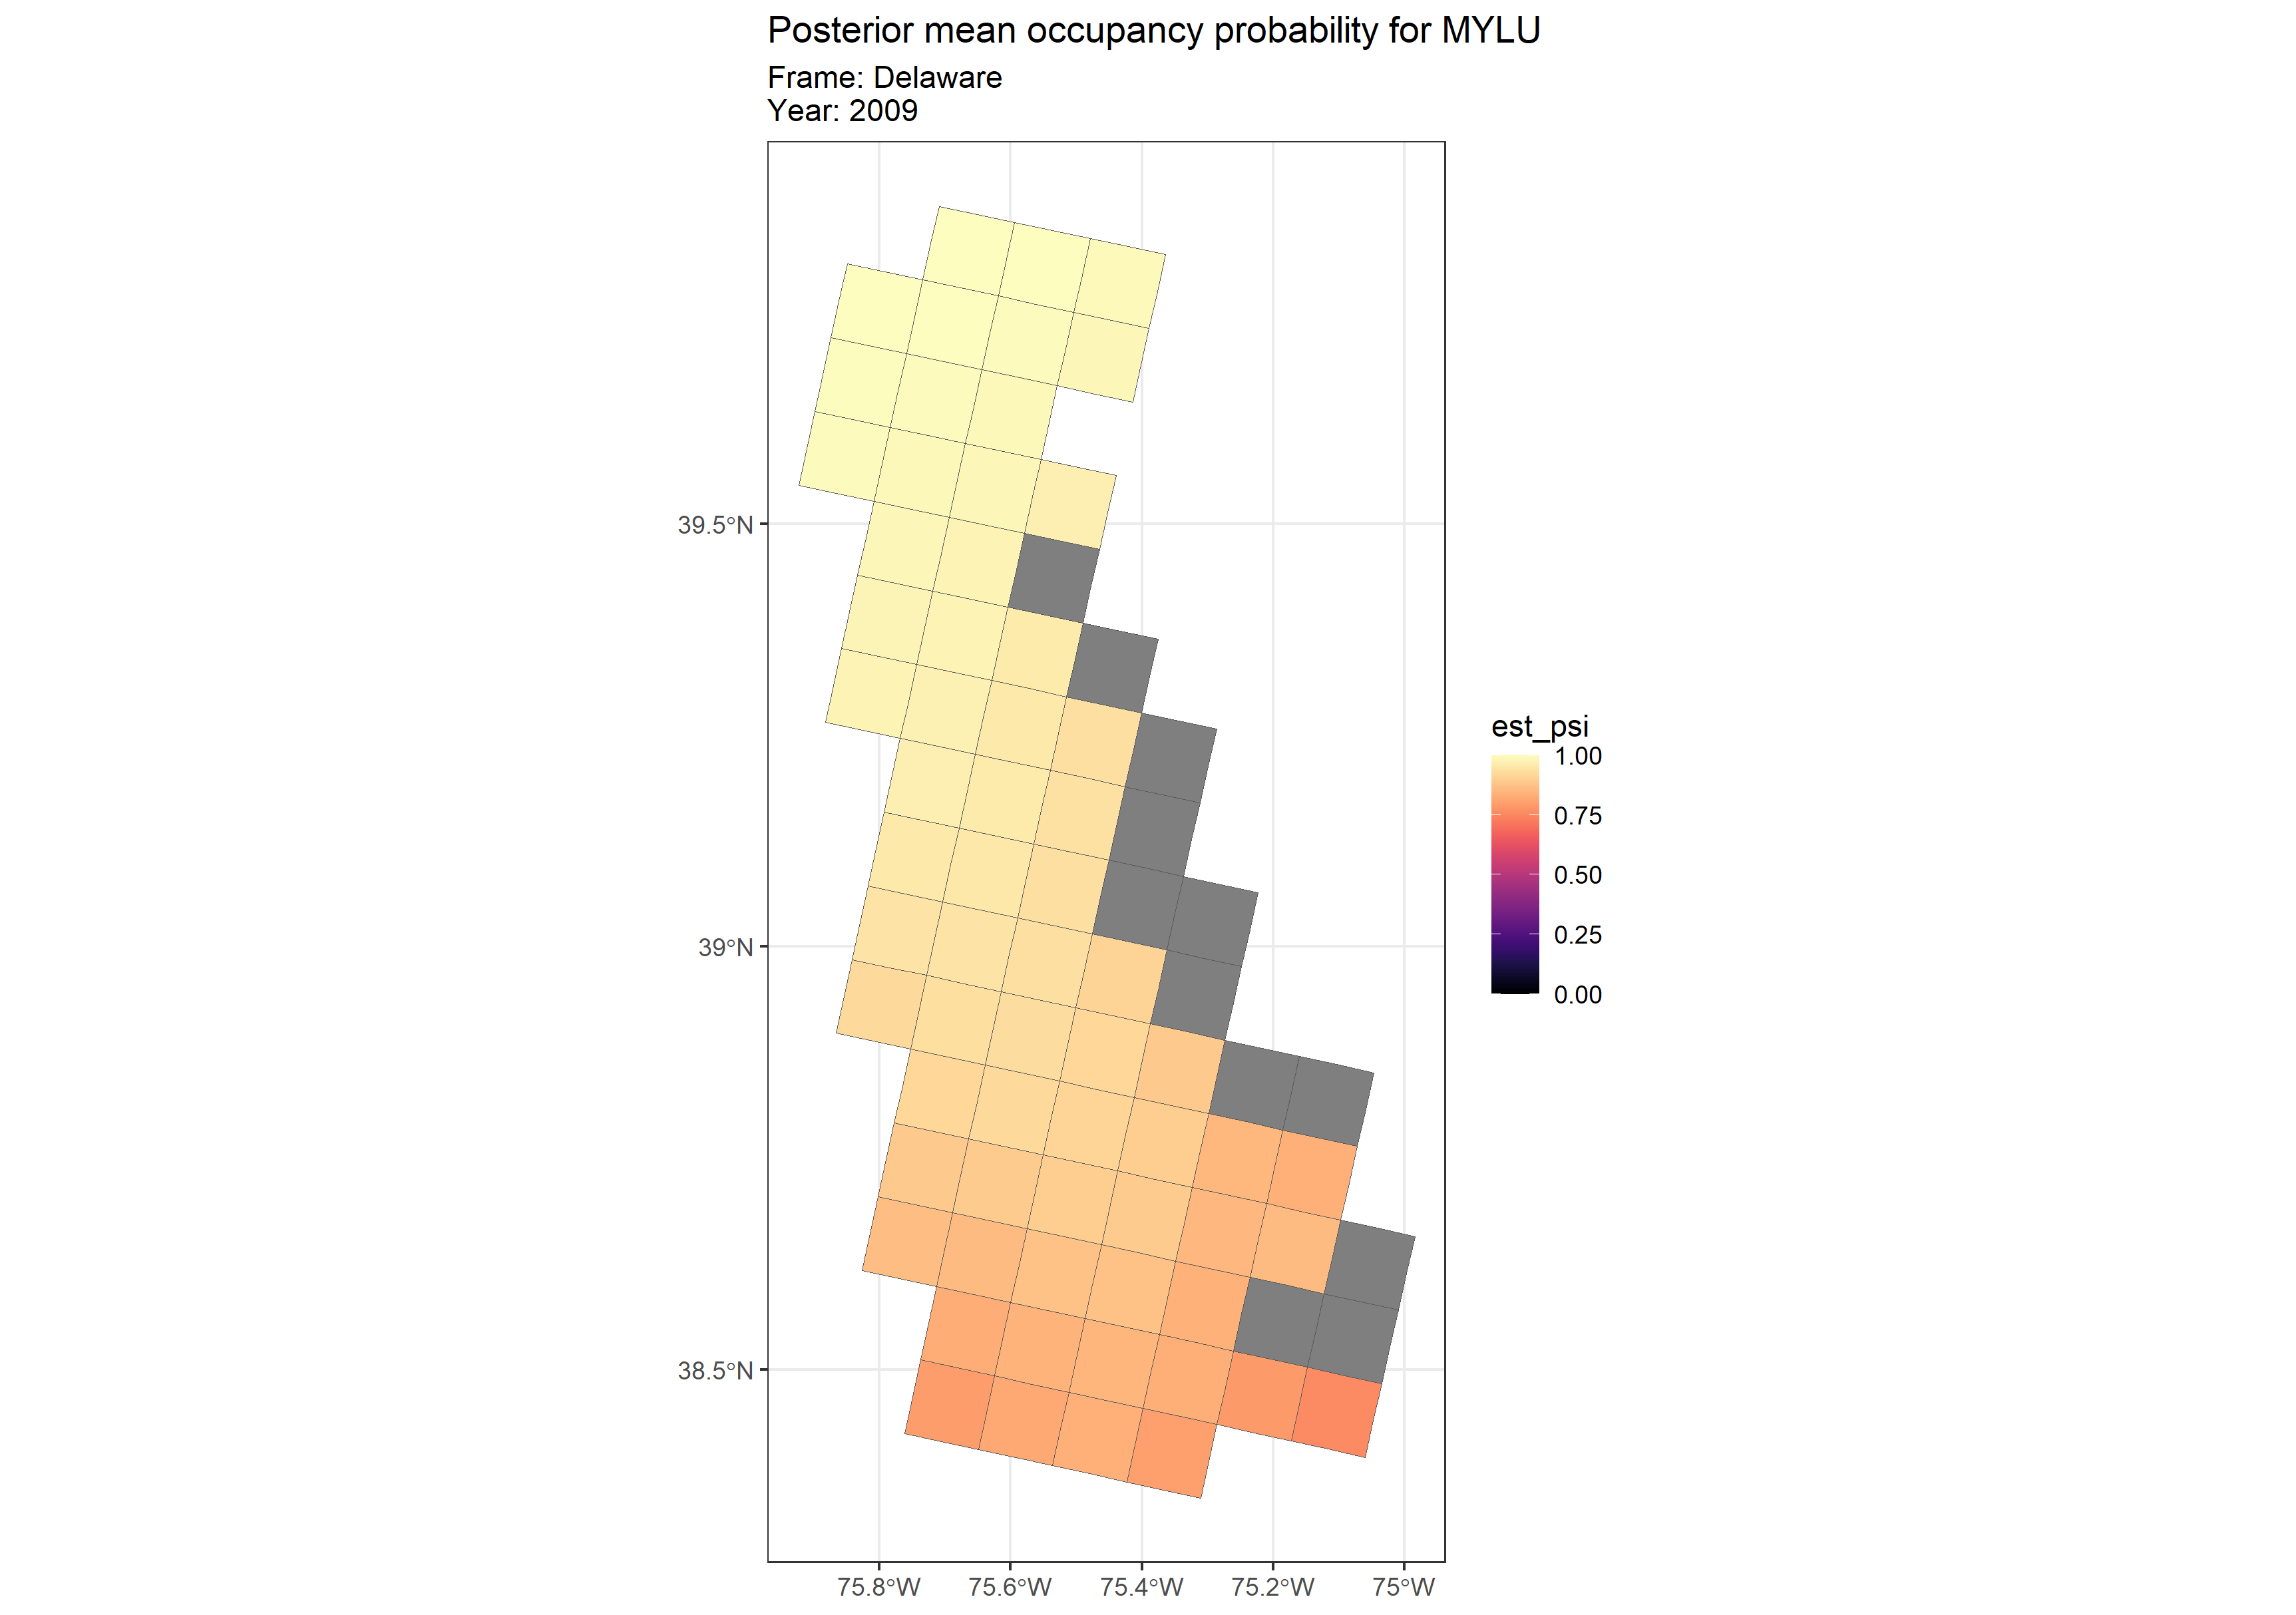 Posterior mean occupancy probability for MYLU
Frame: Delaware
Year: 2009
39.5°N
39°N
38.5°N
75.8°W
75.6°W
75.4°W
75.2°W
75°W
est_psi
1.00
0.75
0.50
0.25
0.00